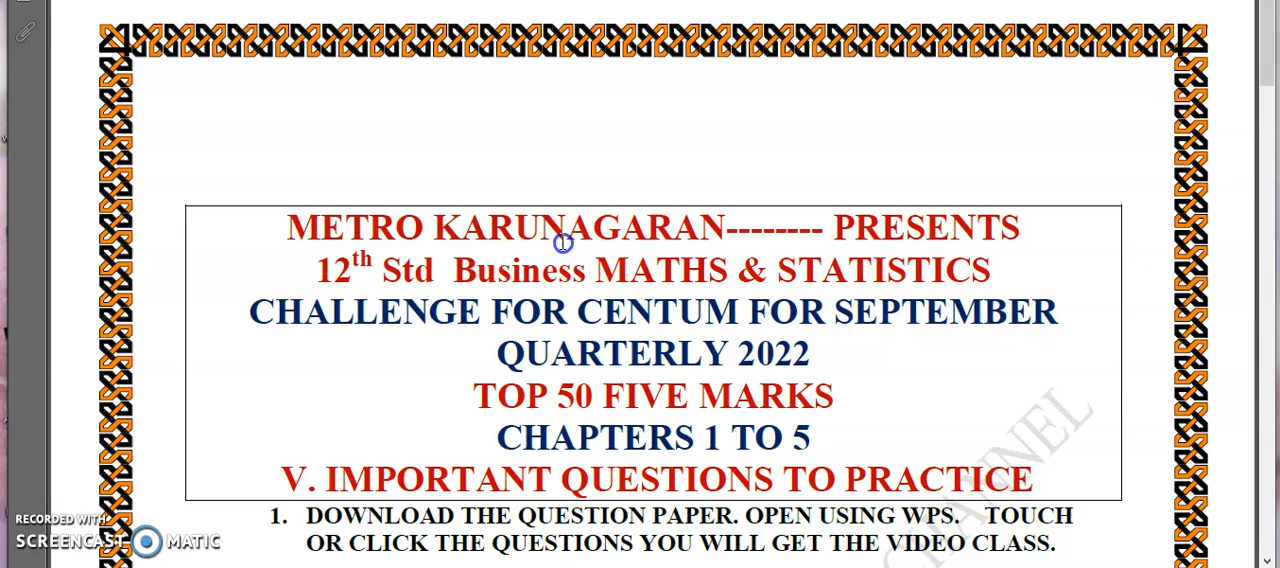 METRO KARUNAGARAN-------- PRESENTS
12th Std Business MATHS & STATISTICS
CHALLENGE FOR CENTUM FOR SEPTEMBER
QUARTERLY 2022
TOP 50 FIVE MARKS
CHAPTERS 1 TO 5
V. IMPORTANT QUESTIONS TO PRACTICE
1. DOWNLOAD THE QUESTION PAPER. OPEN USING WPS. TOUCH
OR CLICK THE QUESTIONS YOU WILL GET THE VIDEO CLASS.
CHANNEL
RECORDED WITH
SCREENCAST MATIC